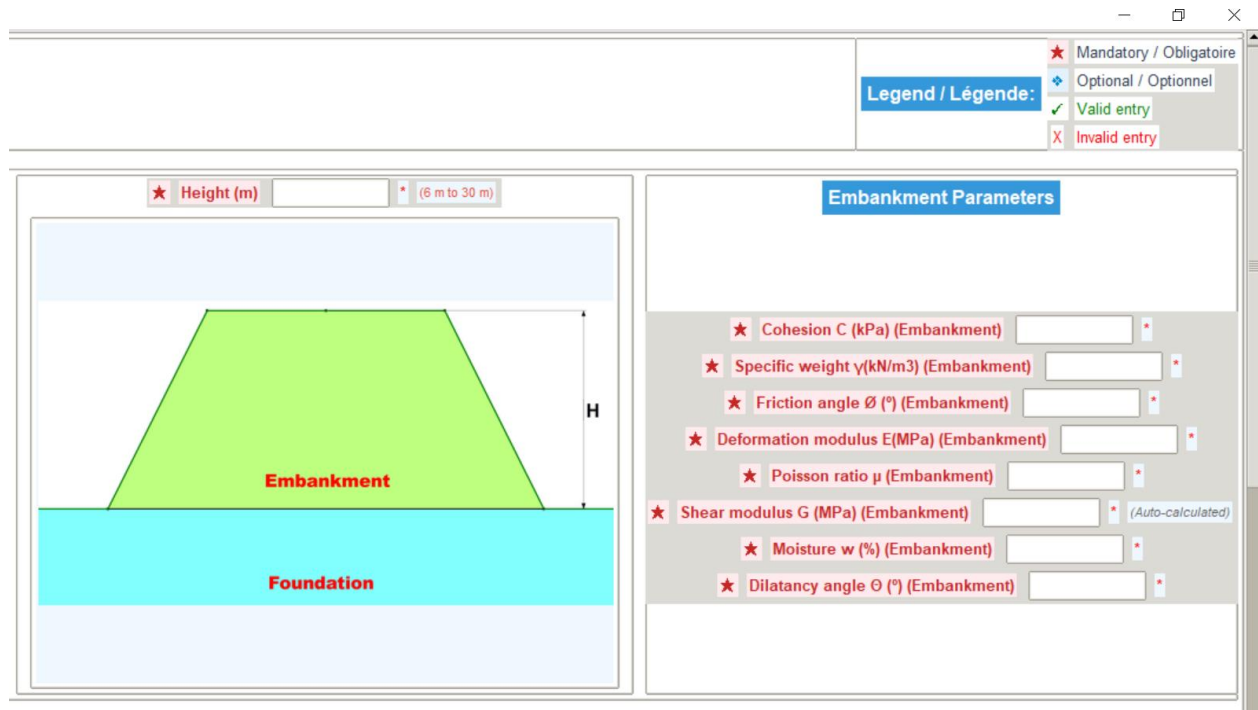 ★ Mandatory / Obligatoire
Legend / Légende:
❖ Optional / Optionnel
✓ Valid entry
X Invalid entry
★ Height (m) * (6 m to 30 m)
H
Embankment
Foundation
Embankment Parameters
★ Cohesion C (kPa) (Embankment) *
★ Specific weight γ(kN/m3) (Embankment) *
★ Friction angle Ø (º) (Embankment) *
★ Deformation modulus E(MPa) (Embankment) *
★ Poisson ratio µ (Embankment) *
★ Shear modulus G (MPa) (Embankment) * (Auto-calculated)
★ Moisture w (%) (Embankment) *
★ Dilatancy angle Θ (º) (Embankment) *